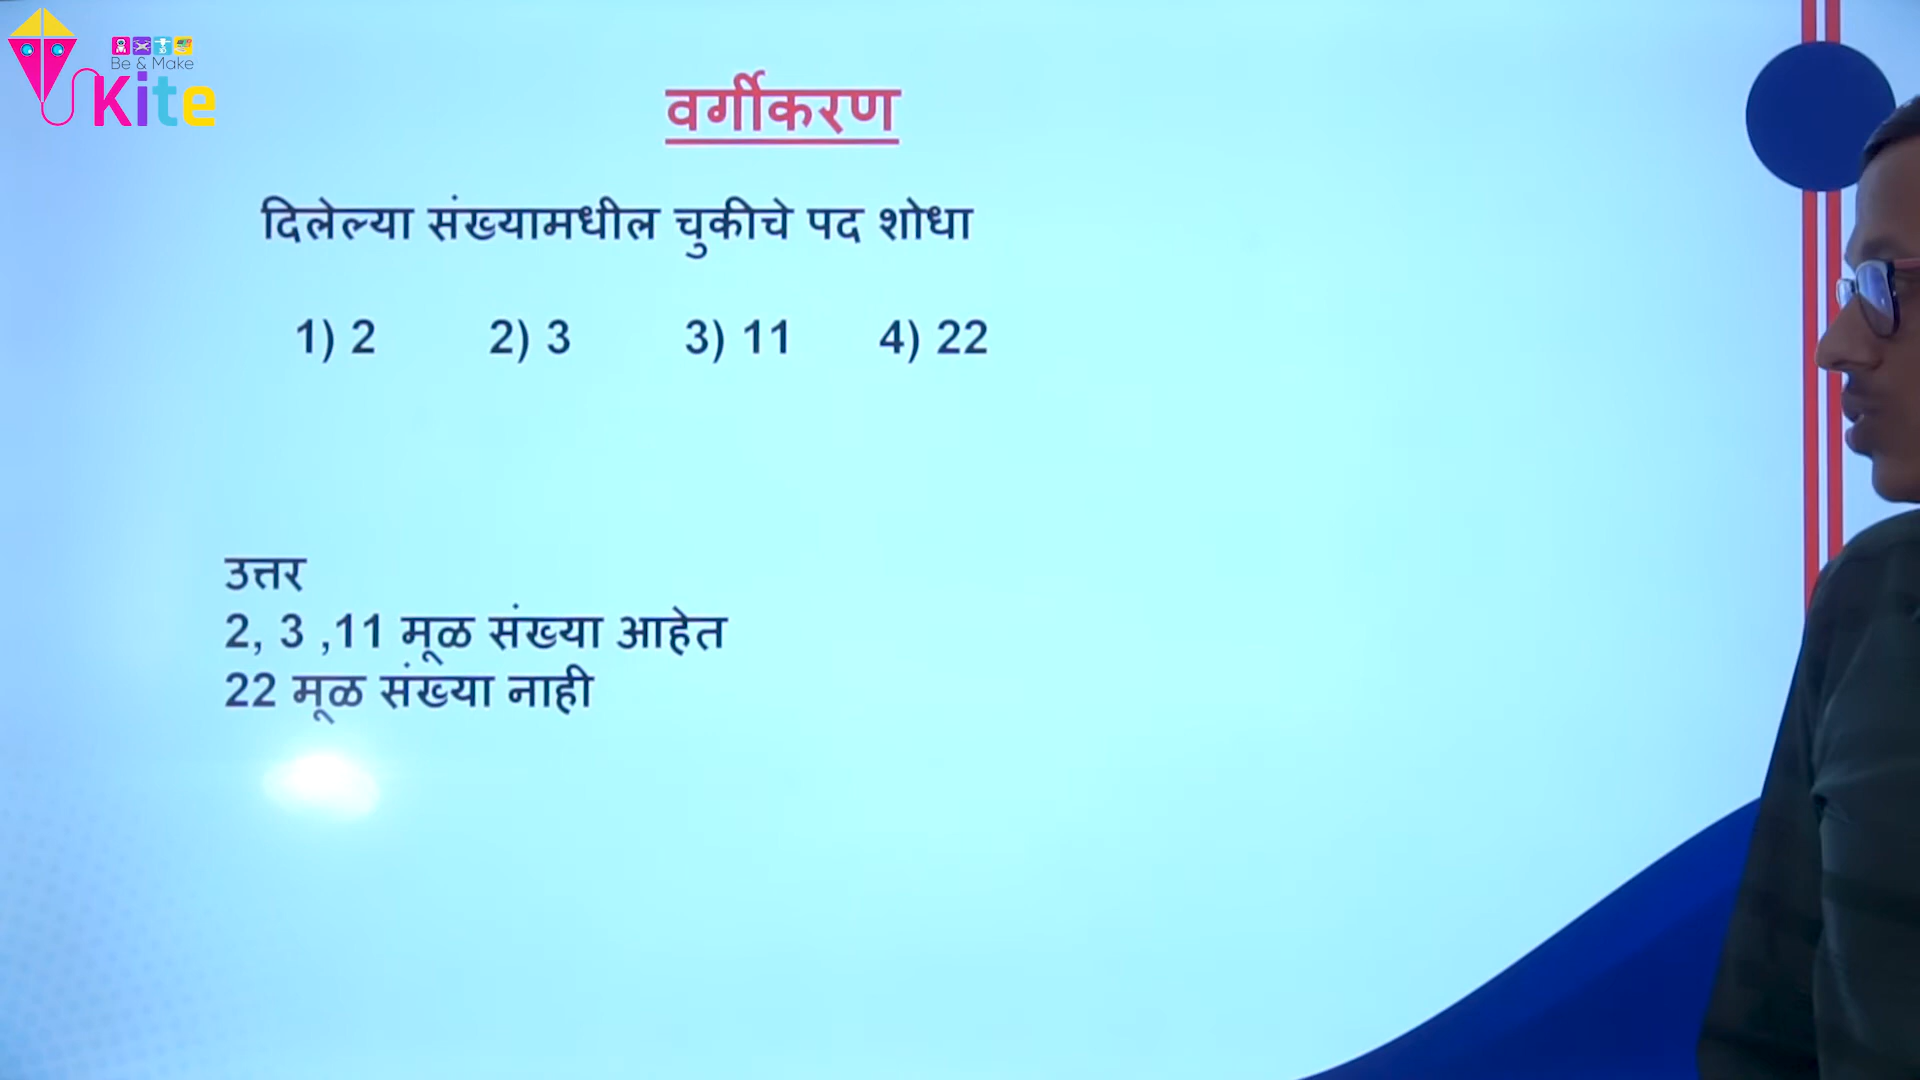 Be & Make
Kite
वर्गीकरण
दिलेल्या संख्यामधील चुकीचे पद शोधा
1) 2 2) 3 3) 11 4) 22
उत्तर
2, 3 ,11 मूळ संख्या आहेत
22 मूळ संख्या नाही